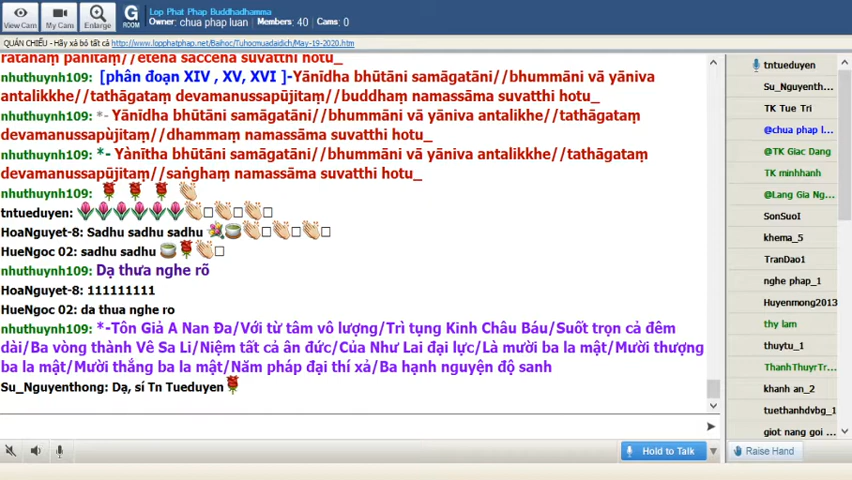 View Cam
My Cam
Enlarge
G
ROOM
Lop Phat Phap Buddhadhamma
Owner: chua phap luan Members: 40 Cams: 0
QUÁN CHIẾU - Hãy xả bỏ tất cả http://www.lopphatphap.net/Baihoc/Tuhocmuadaidich/May-19-2020.htm
ratanaṃ paṇītaṃ//etena saccena suvatthi hotu_
nhuthuynh109: [phân đoạn XIV , XV, XVI ]-Yānīdha bhūtāni samāgatāni//bhummāni vā yāniva
antalikkhe//tathāgataṃ devamanussapūjitaṃ//buddhaṃ namassāma suvatthi hotu_
nhuthuynh109: *- Yānīdha bhūtāni samāgatāni//bhummāni vā yāniva antalikkhe//tathāgataṃ
devamanussapùjitaṃ//dhammaṃ namassāma suvatthi hotu_
nhuthuynh109: *- Yànītha bhūtāni samāgatāni//bhummāni vā yāniva antalikkhe//tathāgataṃ
devamanussapūjitaṃ//saṅghaṃ namassāma suvatthi hotu_
nhuthuynh109:
tntueduyen:
HoaNguyet-8: Sadhu sadhu sadhu
HueNgoc 02: sadhu sadhu
nhuthuynh109: Dạ thưa nghe rõ
HoaNguyet-8: 111111111
HueNgoc 02: da thua nghe ro
nhuthuynh109: *-Tôn Giả A Nan Đa/Với từ tâm vô lượng/Trì tụng Kinh Châu Báu/Suốt trọn cả đêm
dài/Ba vòng thành Vê Sa Li/Niệm tất cả ân đức/Của Như Lai đại lực/Là mười ba la mật/Mười thượng
ba la mật/Mười thắng ba la mật/Năm pháp đại thí xả/Ba hạnh nguyện độ sanh
Su_Nguyenthong: Dạ, sí Tn Tueduyen
Hold to Talk
tntueduyen
Su_Nguyenth...
TK Tue Tri
@chua phap l...
@TK Giac Dang
TK minhhanh
@Lang Gia Ng...
SonSuoI
khema_5
TranDao1
nghe phap_1
Huyenmong2013
thy lam
thuytu_1
ThanhThuyrTr...
khanh an_2
tuethanhdvbg_1
giot nang goi ...
Raise Hand